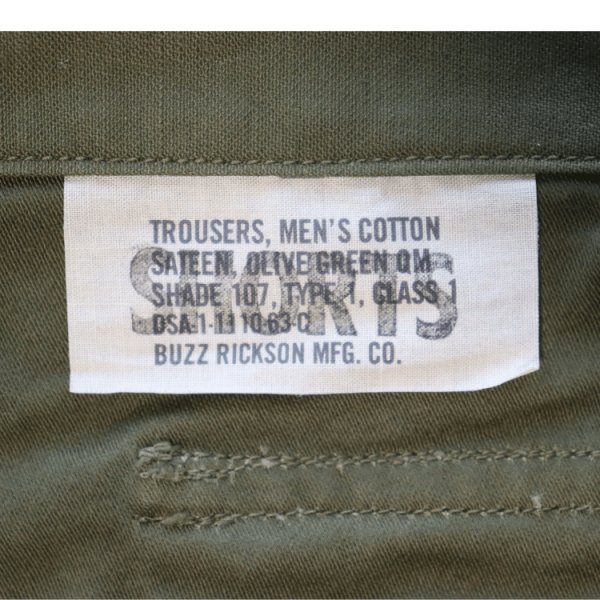 TROUSERS, MEN'S COTTON
SATEEN, OLIVE GREEN QM
SHADE 107, TYPE 1, CLASS 1
DSA-1-1110-63-C
BUZZ RICKSON MFG. CO.
SHORTS